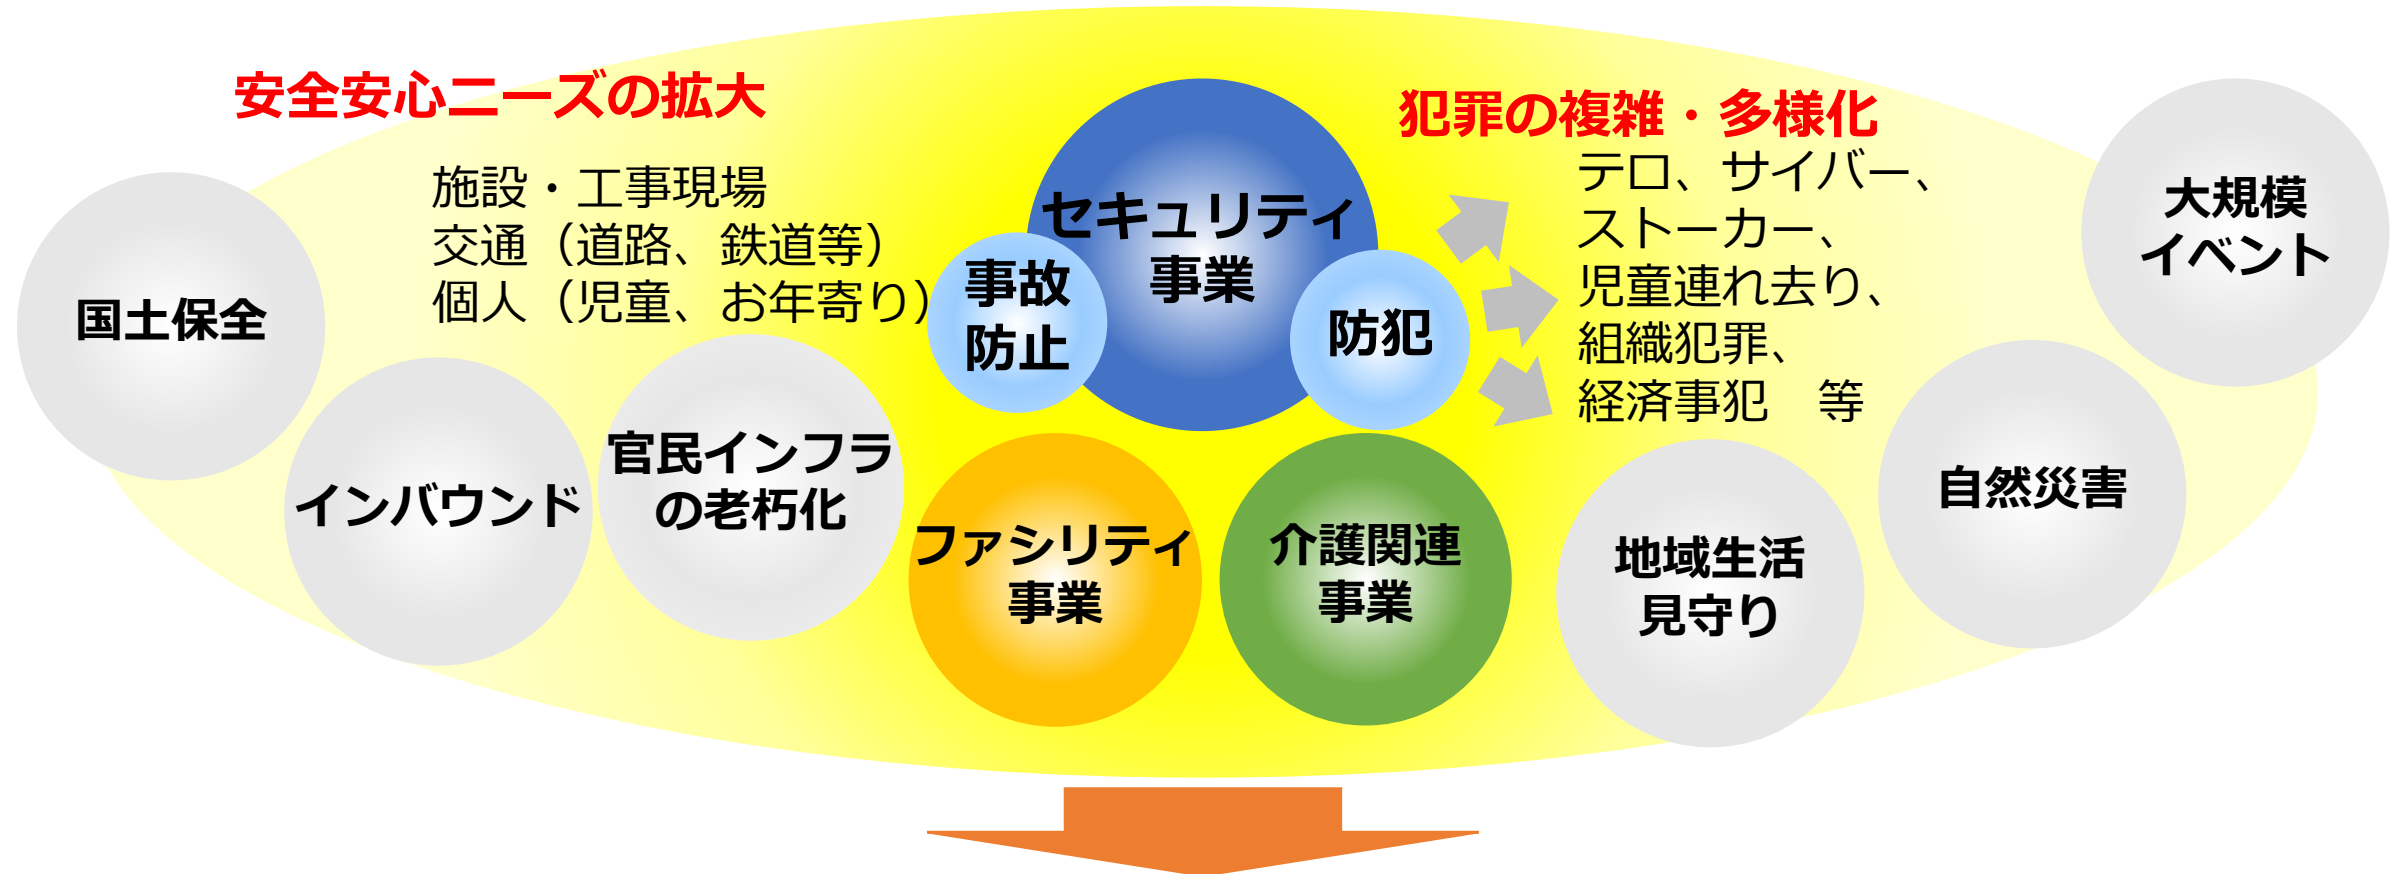 安全安心ニーズの拡大
施設・工事現場
交通（道路、鉄道等）
個人（児童、お年寄り）
セキュリティ
事業
事故
防止
防犯
犯罪の複雑・多様化
テロ、サイバー、
ストーカー、
児童連れ去り、
組織犯罪、
経済事犯　等
大規模
イベント
国土保全
インバウンド
官民インフラ
の老朽化
ファシリティ
事業
介護関連
事業
地域生活
見守り
自然災害